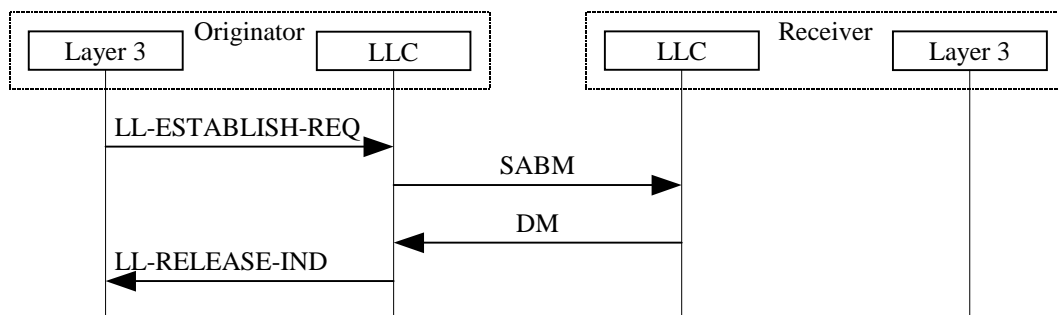 Originator
Receiver
Layer 3
LLC
LLC
Layer 3
LL-ESTABLISH-REQ
SABM
DM
LL-RELEASE-IND